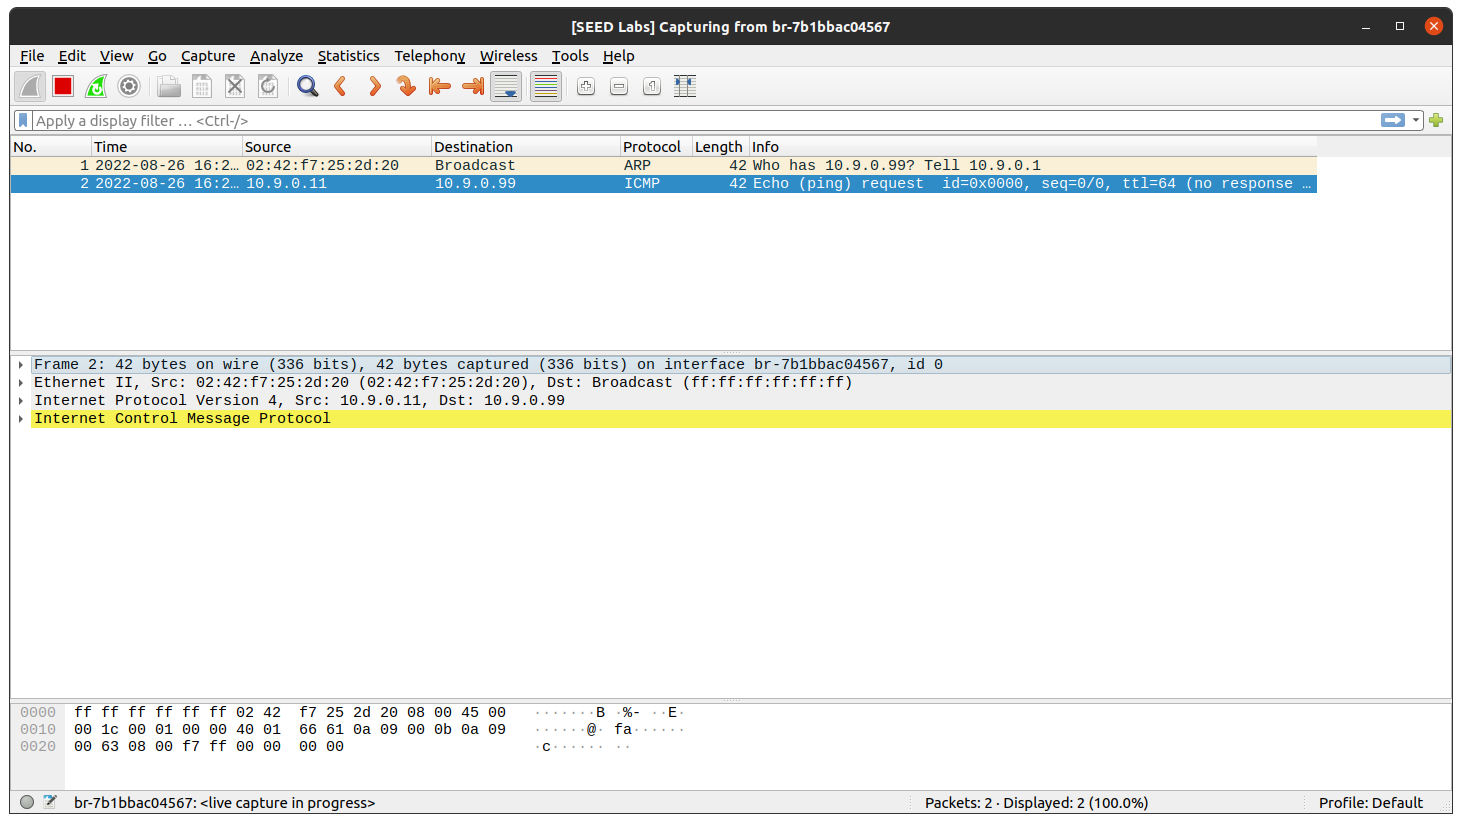 [SEED Labs] Capturing from br-7b1bbac04567
File Edit View Go Capture Analyze Statistics Telephony Wireless Tools Help
Apply a display filter … <Ctrl-/>
No. Time Source Destination Protocol Length Info
1 2022-08-26 16:2… 02:42:f7:25:2d:20 Broadcast ARP 42 Who has 10.9.0.99? Tell 10.9.0.1
2 2022-08-26 16:2… 10.9.0.11 10.9.0.99 ICMP 42 Echo (ping) request id=0x0000, seq=0/0, ttl=64 (no response …
Frame 2: 42 bytes on wire (336 bits), 42 bytes captured (336 bits) on interface br-7b1bbac04567, id 0
Ethernet II, Src: 02:42:f7:25:2d:20 (02:42:f7:25:2d:20), Dst: Broadcast (ff:ff:ff:ff:ff:ff)
Internet Protocol Version 4, Src: 10.9.0.11, Dst: 10.9.0.99
Internet Control Message Protocol
0000 ff ff ff ff ff ff 02 42 f7 25 2d 20 08 00 45 00 ·······B ·%- ··E·
0010 00 1c 00 01 00 00 40 01 66 61 0a 09 00 0b 0a 09 ······@· fa······
0020 00 63 08 00 f7 ff 00 00 00 00 ·c······ ··
br-7b1bbac04567: <live capture in progress> Packets: 2 · Displayed: 2 (100.0%) Profile: Default